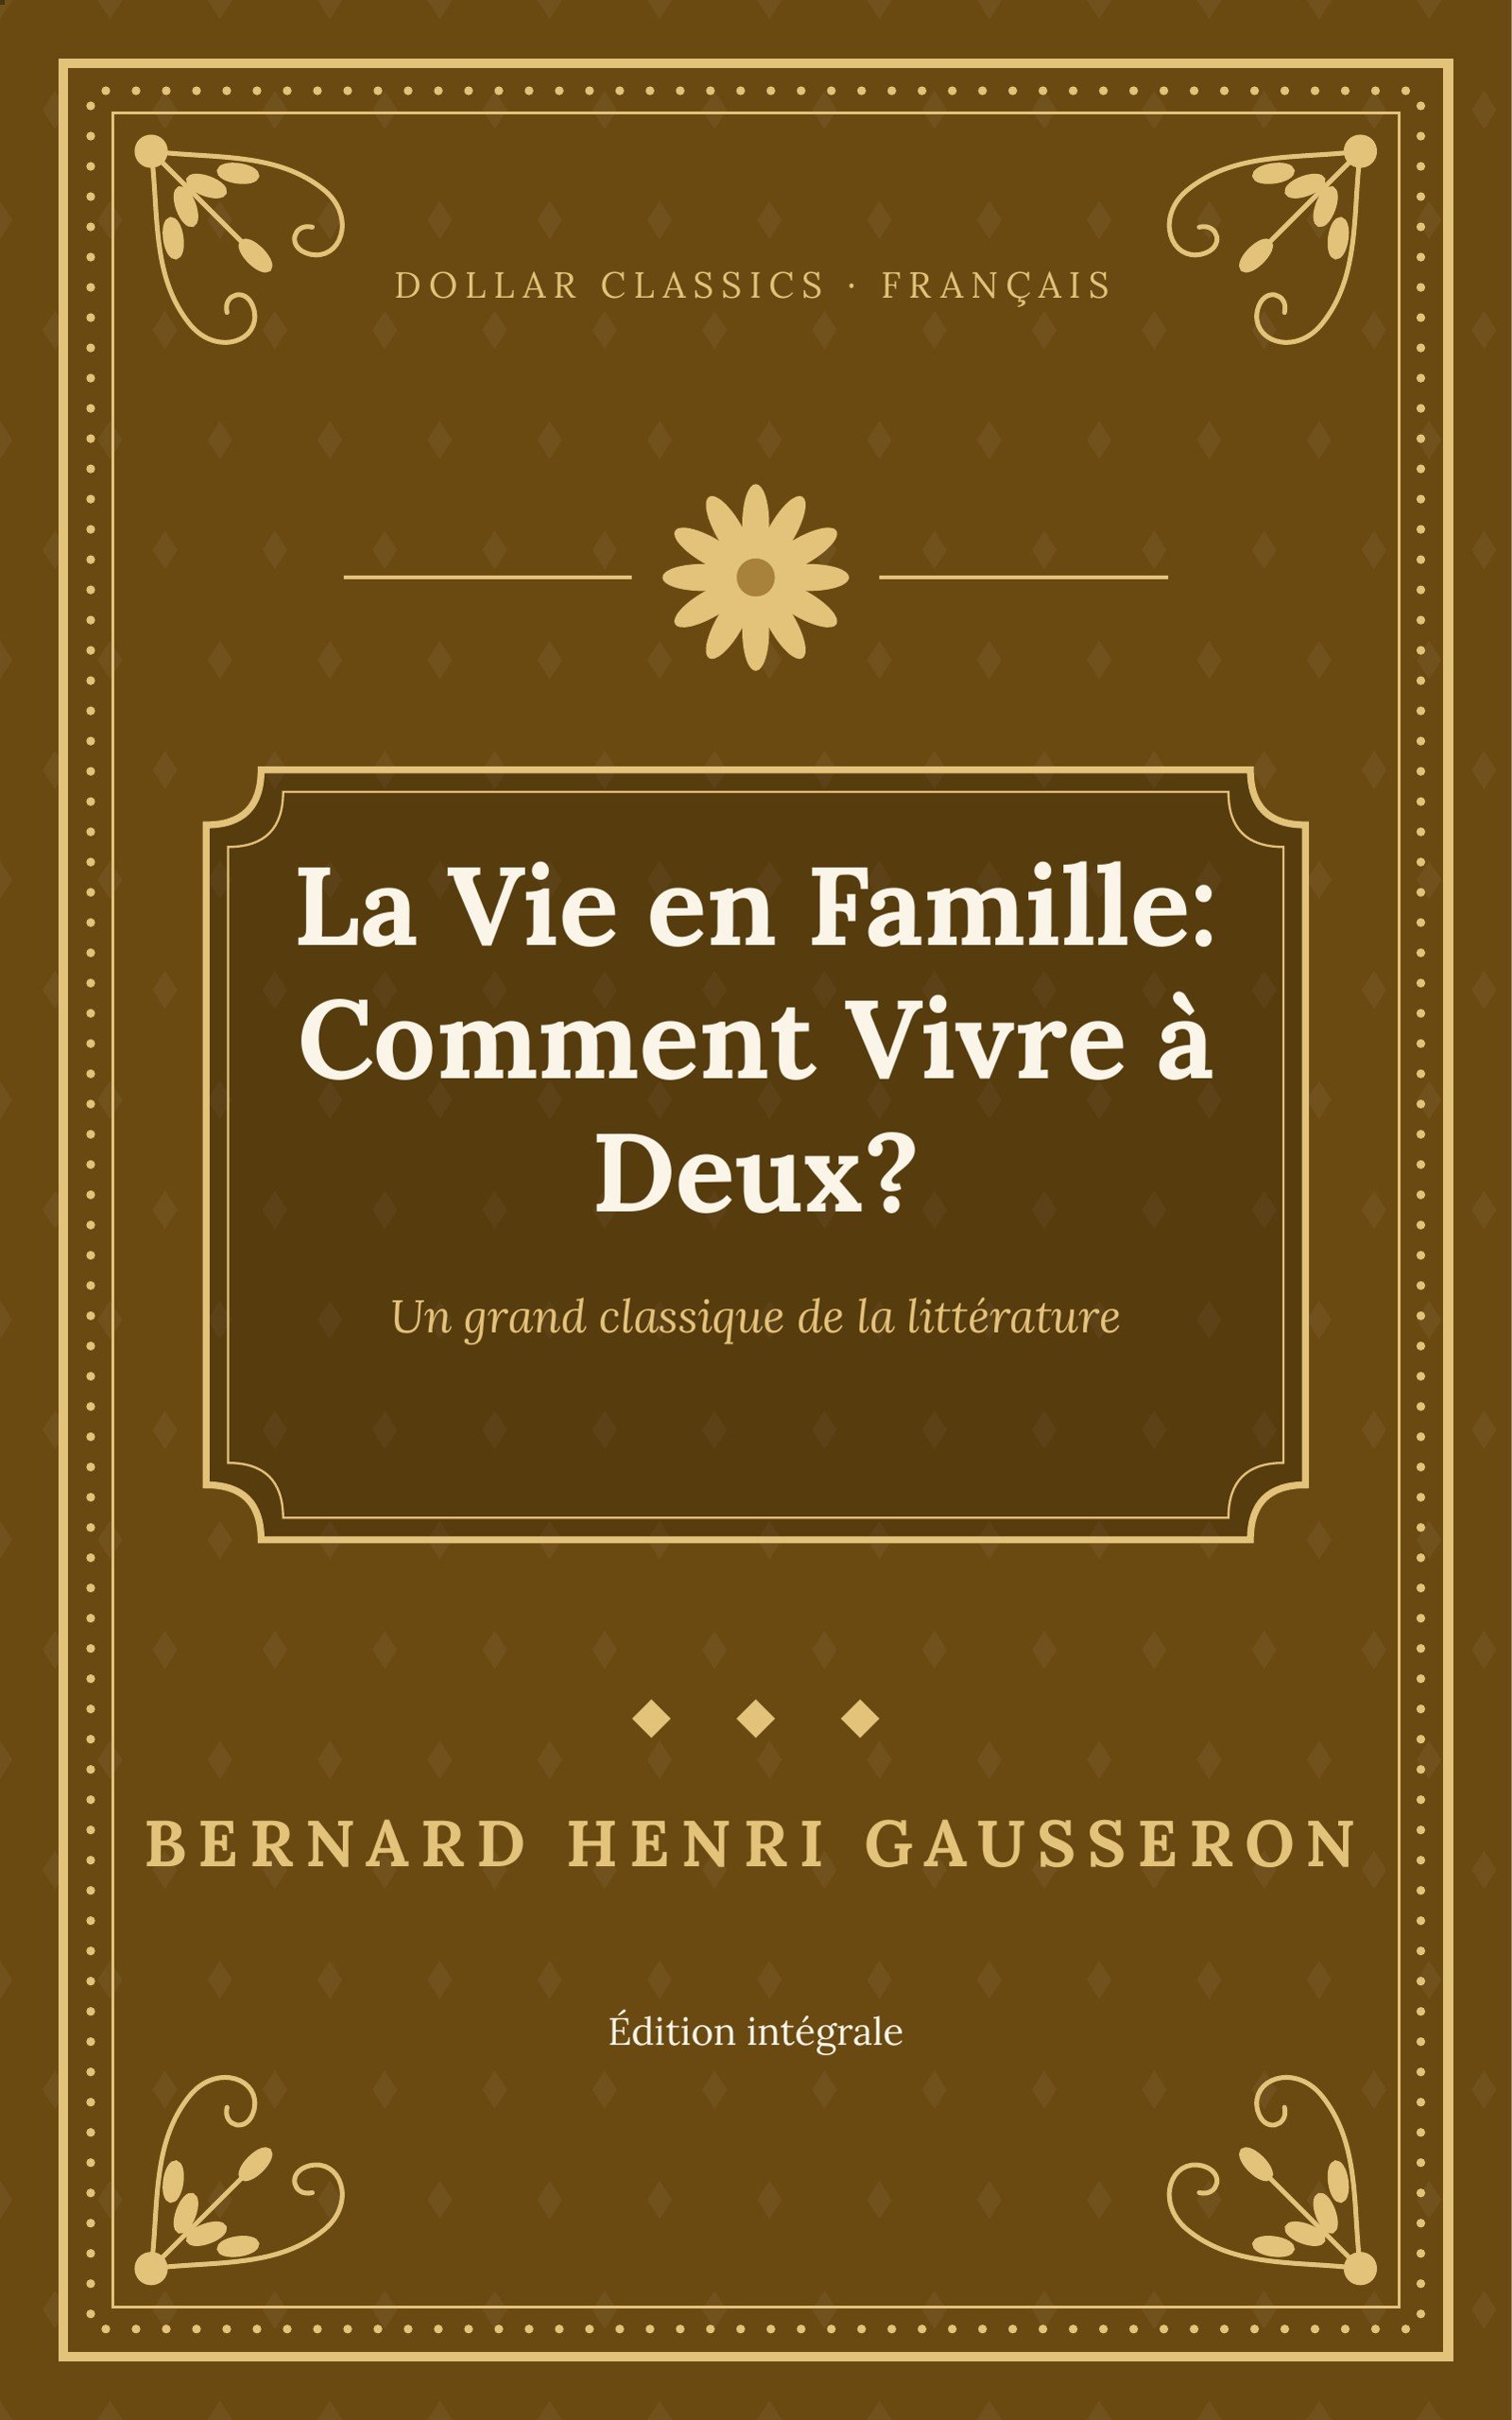 DOLLAR CLASSICS · FRANÇAIS
La Vie en Famille:
Comment Vivre à
Deux?
Un grand classique de la littérature
BERNARD HENRI GAUSSERON
Édition intégrale